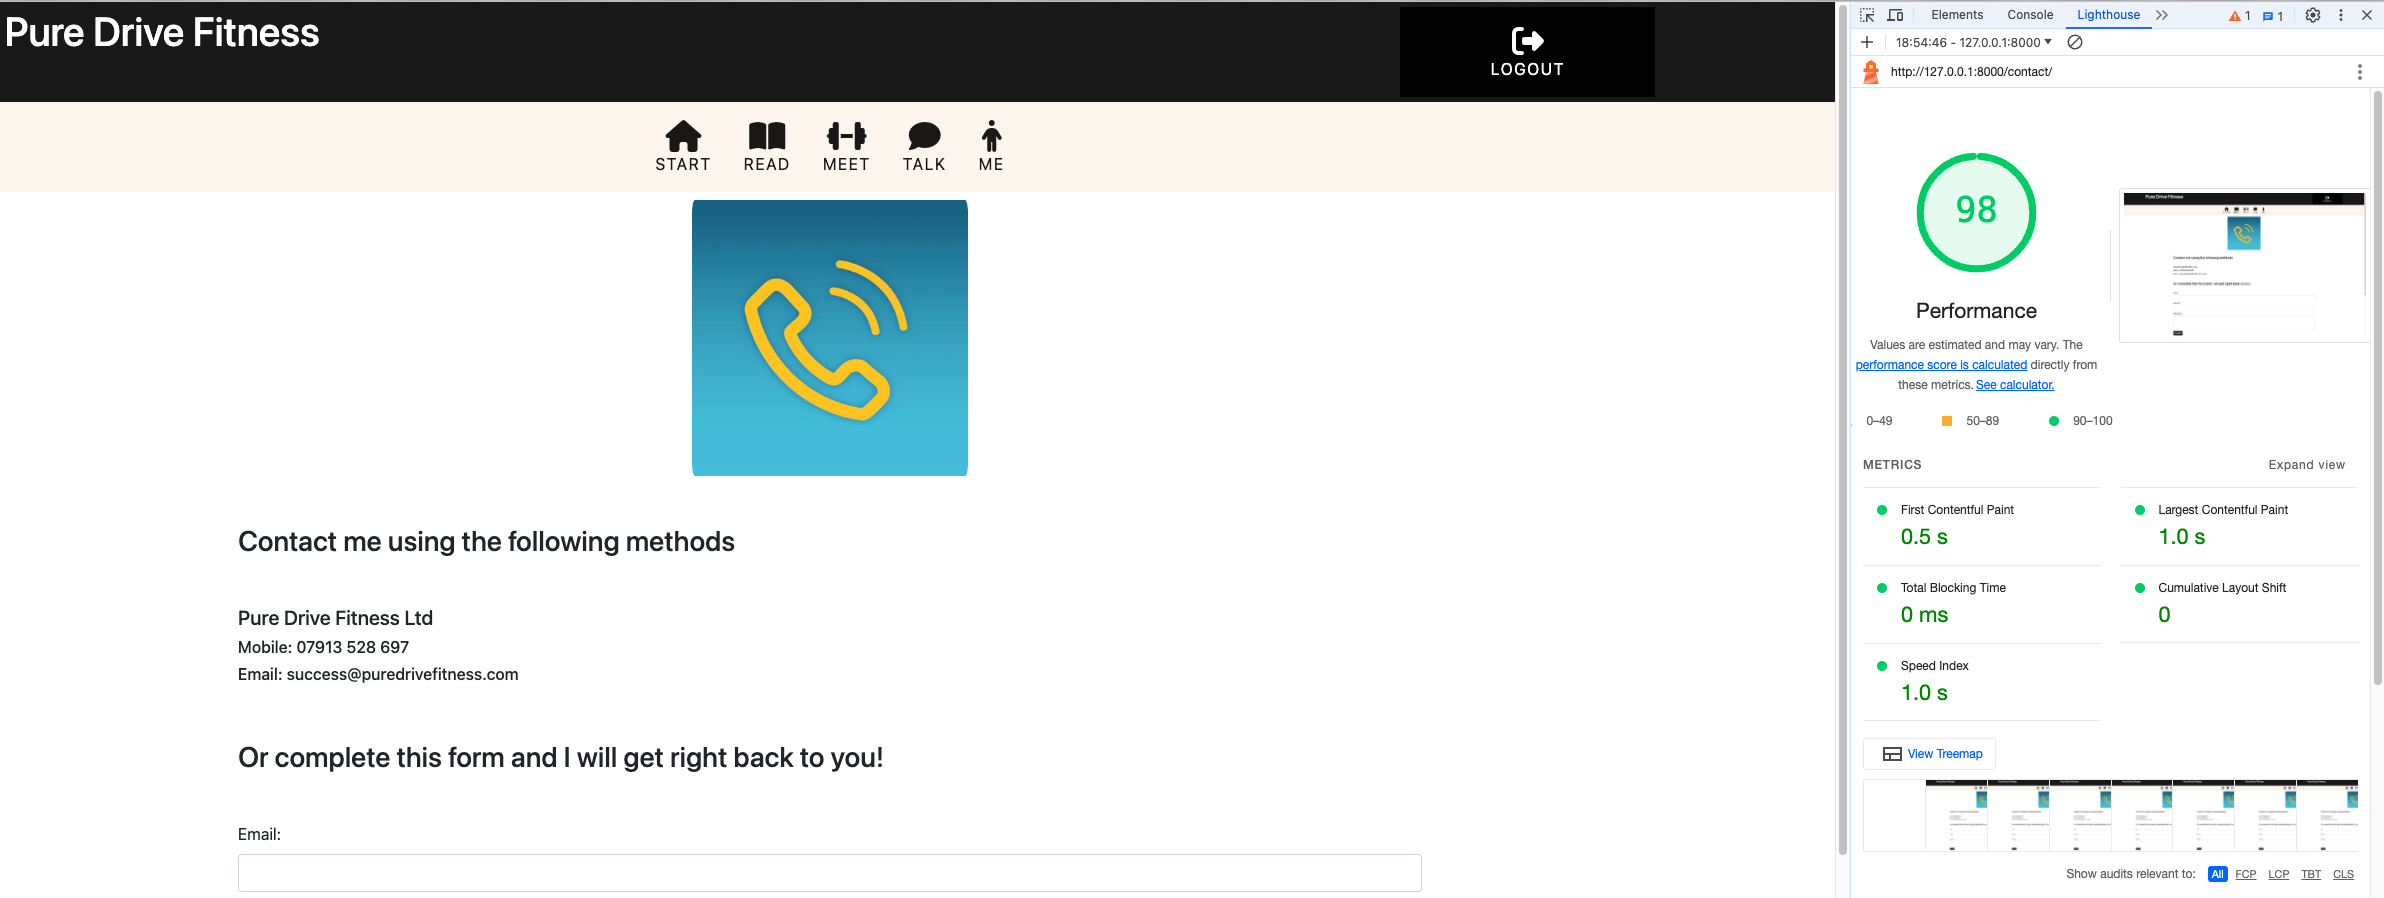 Pure Drive Fitness
LOGOUT
START READ MEET TALK ME
Contact me using the following methods
Pure Drive Fitness Ltd
Mobile: 07913 528 697
Email: success@puredrivefitness.com
Or complete this form and I will get right back to you!
Email:
Elements Console Lighthouse 1 1
18:54:46 - 127.0.0.1:8000
http://127.0.0.1:8000/contact/
98
Performance
Values are estimated and may vary. The
performance score is calculated directly from
these metrics. See calculator.
0–49 50–89 90–100
METRICS Expand view
First Contentful Paint
0.5 s
Largest Contentful Paint
1.0 s
Total Blocking Time
0 ms
Cumulative Layout Shift
0
Speed Index
1.0 s
View Treemap
Show audits relevant to: All FCP LCP TBT CLS